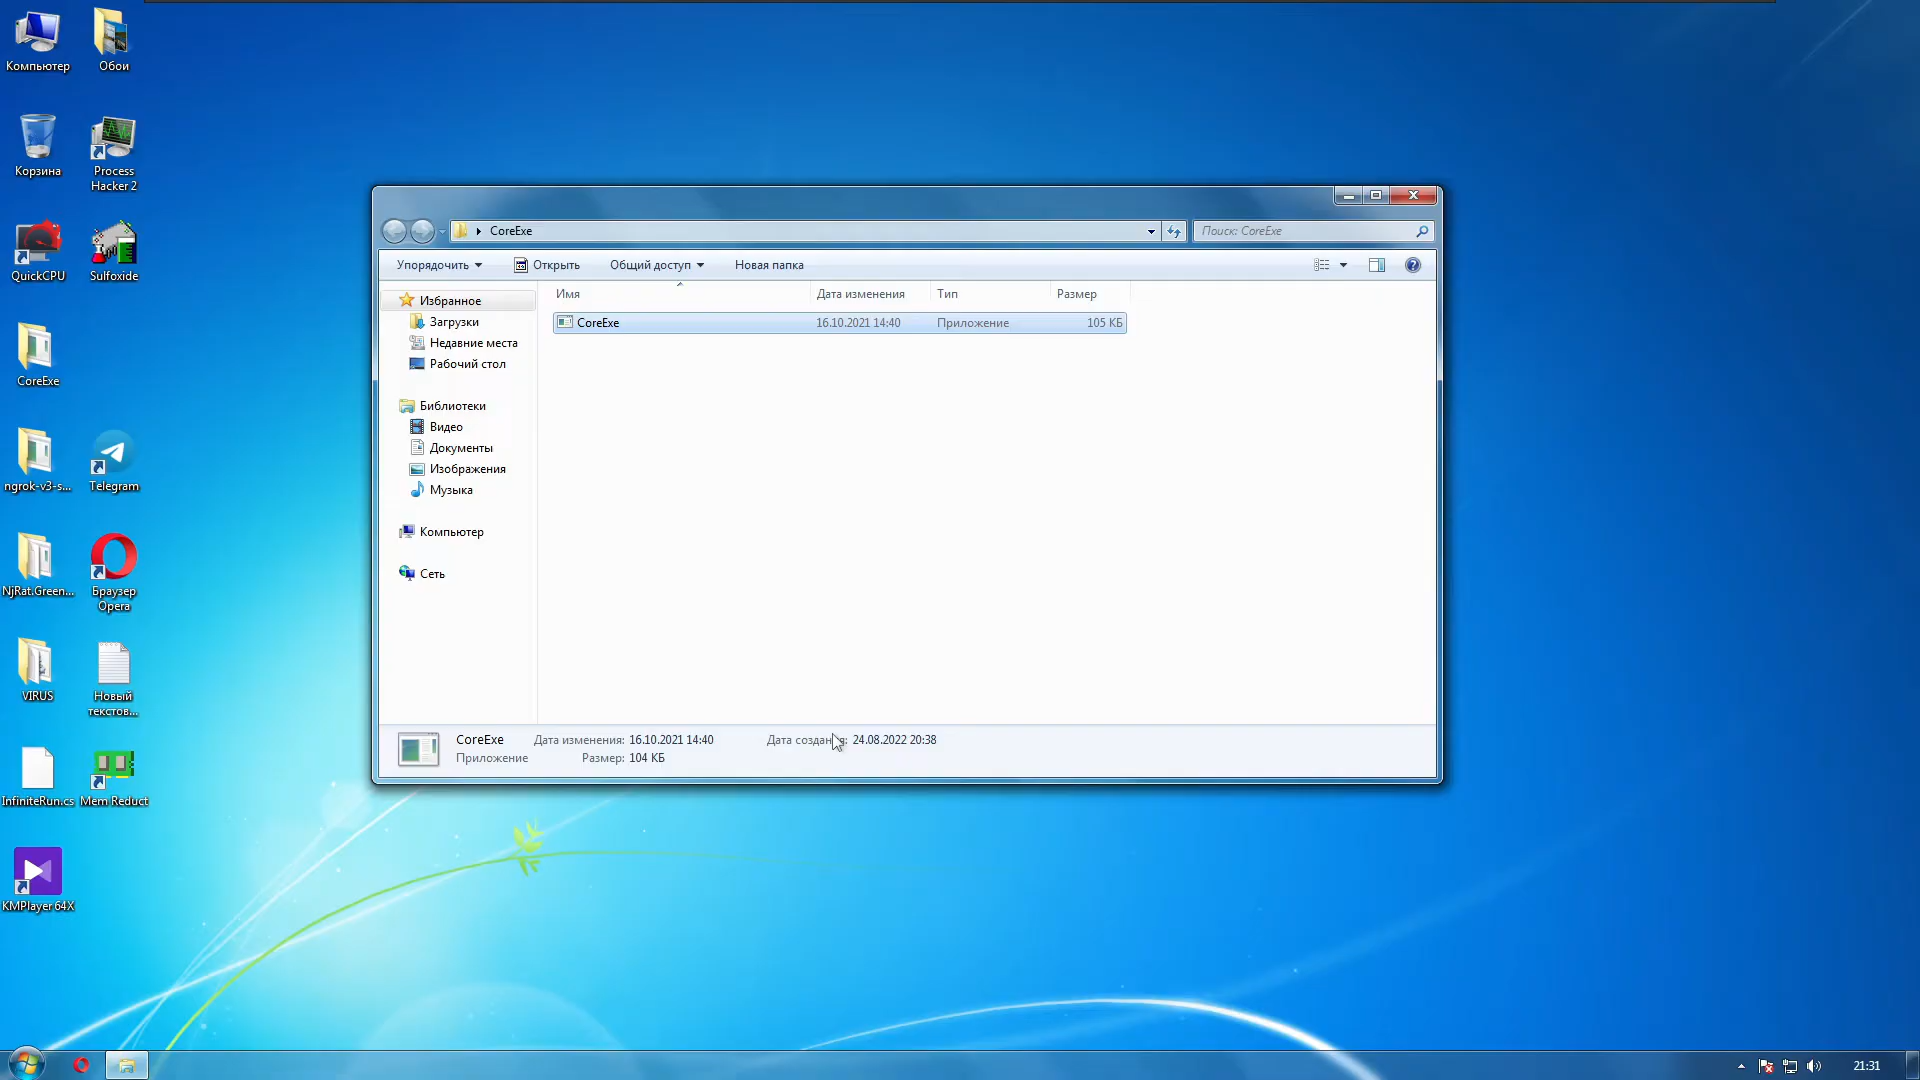 Компьютер
Обои
Корзина
Process
Hacker 2
QuickCPU
Sulfoxide
CoreExe
ngrok-v3-s...
Telegram
NjRat.Green...
Браузер
Opera
VIRUS
Новый
текстов...
InfiniteRun.cs
Mem Reduct
KMPlayer 64X
CoreExe
Поиск: CoreExe
Упорядочить
Открыть
Общий доступ
Новая папка
Имя
Дата изменения
Тип
Размер
CoreExe 16.10.2021 14:40 Приложение 105 КБ
Избранное
Загрузки
Недавние места
Рабочий стол
Библиотеки
Видео
Документы
Изображения
Музыка
Компьютер
Сеть
CoreExe Дата изменения: 16.10.2021 14:40 Дата создания: 24.08.2022 20:38
Приложение Размер: 104 КБ
21:31